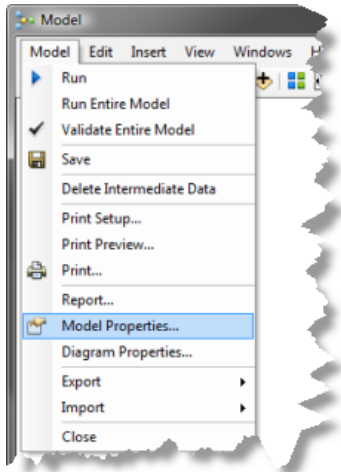 Model
Model Edit Insert View Windows H
Run
Run Entire Model
Validate Entire Model
Save
Delete Intermediate Data
Print Setup...
Print Preview...
Print...
Report...
Model Properties...
Diagram Properties...
Export
Import
Close